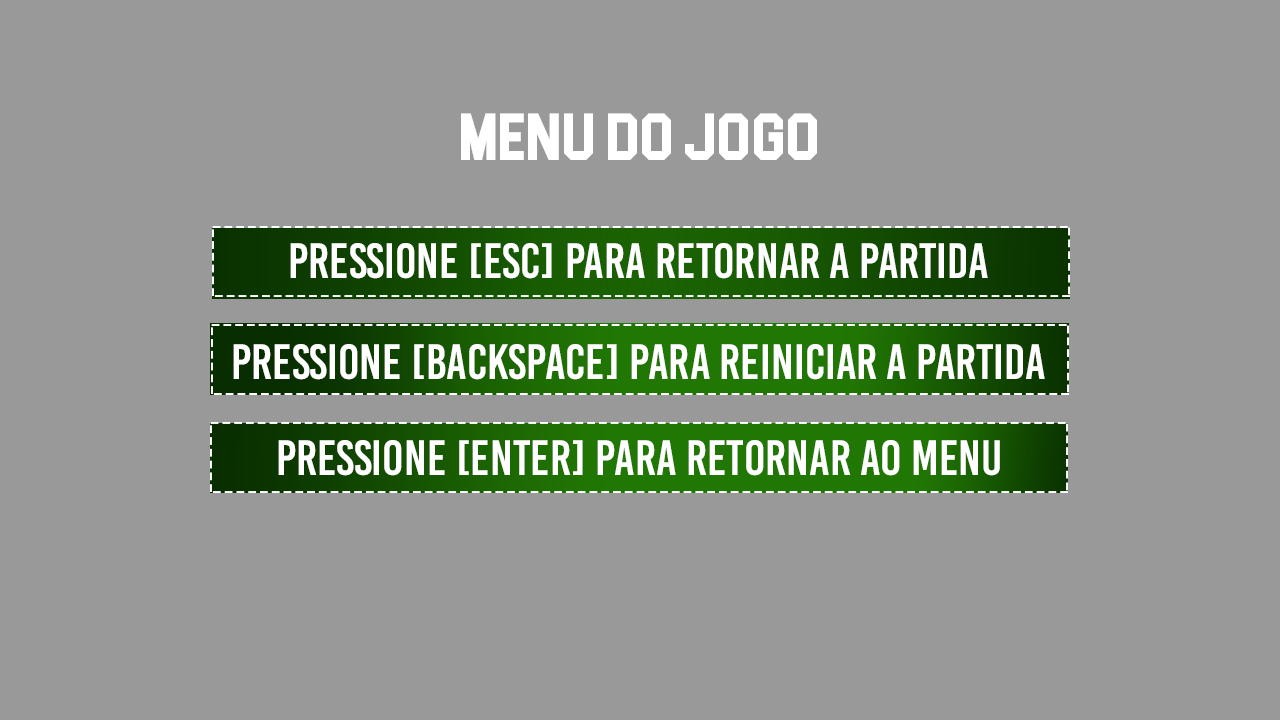 MENU DO JOGO
PRESSIONE [ESC] PARA RETORNAR A PARTIDA
PRESSIONE [BACKSPACE] PARA REINICIAR A PARTIDA
PRESSIONE [ENTER] PARA RETORNAR AO MENU